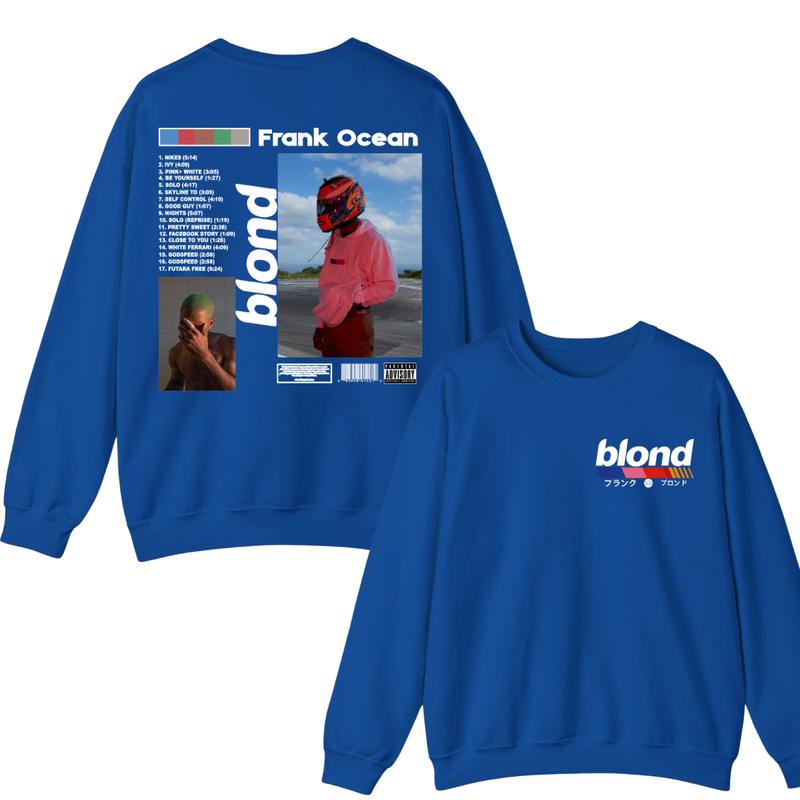 Frank Ocean
1. NIKES (5:14)
2. IVY (4:09)
3. PINK+ WHITE (3:05)
4. BE YOURSELF (1:27)
5. SOLO (4:17)
6. SKYLINE TO (3:05)
7. SELF CONTROL (4:10)
8. GOOD GUY (1:07)
9. NIGHTS (5:07)
10. SOLO (REPRISE) (1:19)
11. PRETTY SWEET (2:38)
12. FACEBOOK STORY (1:09)
13. CLOSE TO YOU (1:25)
14. WHITE FERRARI (4:09)
15. GODSPEED (2:58)
16. GODSPEED (2:58)
17. FUTARA FREE (9:24)
blond
PARENTAL
ADVISORY
EXPLICIT CONTENT
blond
フランク ブロンド